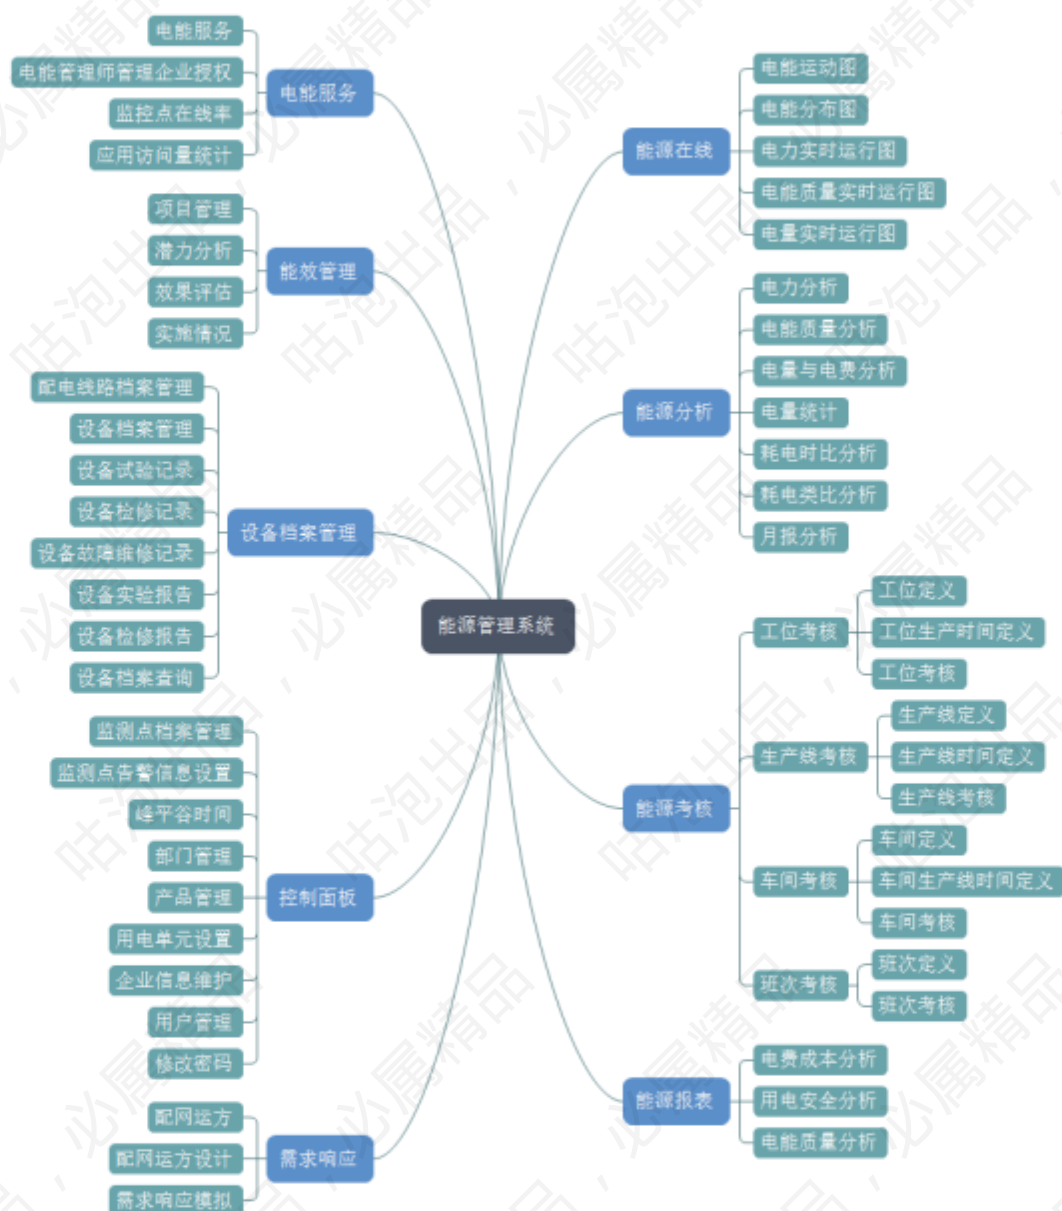 电能服务
电能管理师管理企业授权
监控点在线率
应用访问量统计
电能服务
项目管理
潜力分析
效果评估
实施情况
能效管理
配电线路档案管理
设备档案管理
设备试验记录
设备检修记录
设备故障维修记录
设备实验报告
设备检修报告
设备档案查询
设备档案管理
监测点档案管理
监测点告警信息设置
峰平谷时间
部门管理
产品管理
用电单元设置
企业信息维护
用户管理
修改密码
控制面板
配网运方
配网运方设计
需求响应模拟
需求响应
能源管理系统
能源在线
电能运动图
电能分布图
电力实时运行图
电能质量实时运行图
电量实时运行图
能源分析
电力分析
电能质量分析
电量与电费分析
电量统计
耗电时比分析
耗电类比分析
月报分析
能源考核
工位考核
工位定义
工位生产时间定义
工位考核
生产线考核
生产线定义
生产线时间定义
生产线考核
车间考核
车间定义
车间生产线时间定义
车间考核
班次考核
班次定义
班次考核
能源报表
电费成本分析
用电安全分析
电能质量分析
咕泡出品，必属精品